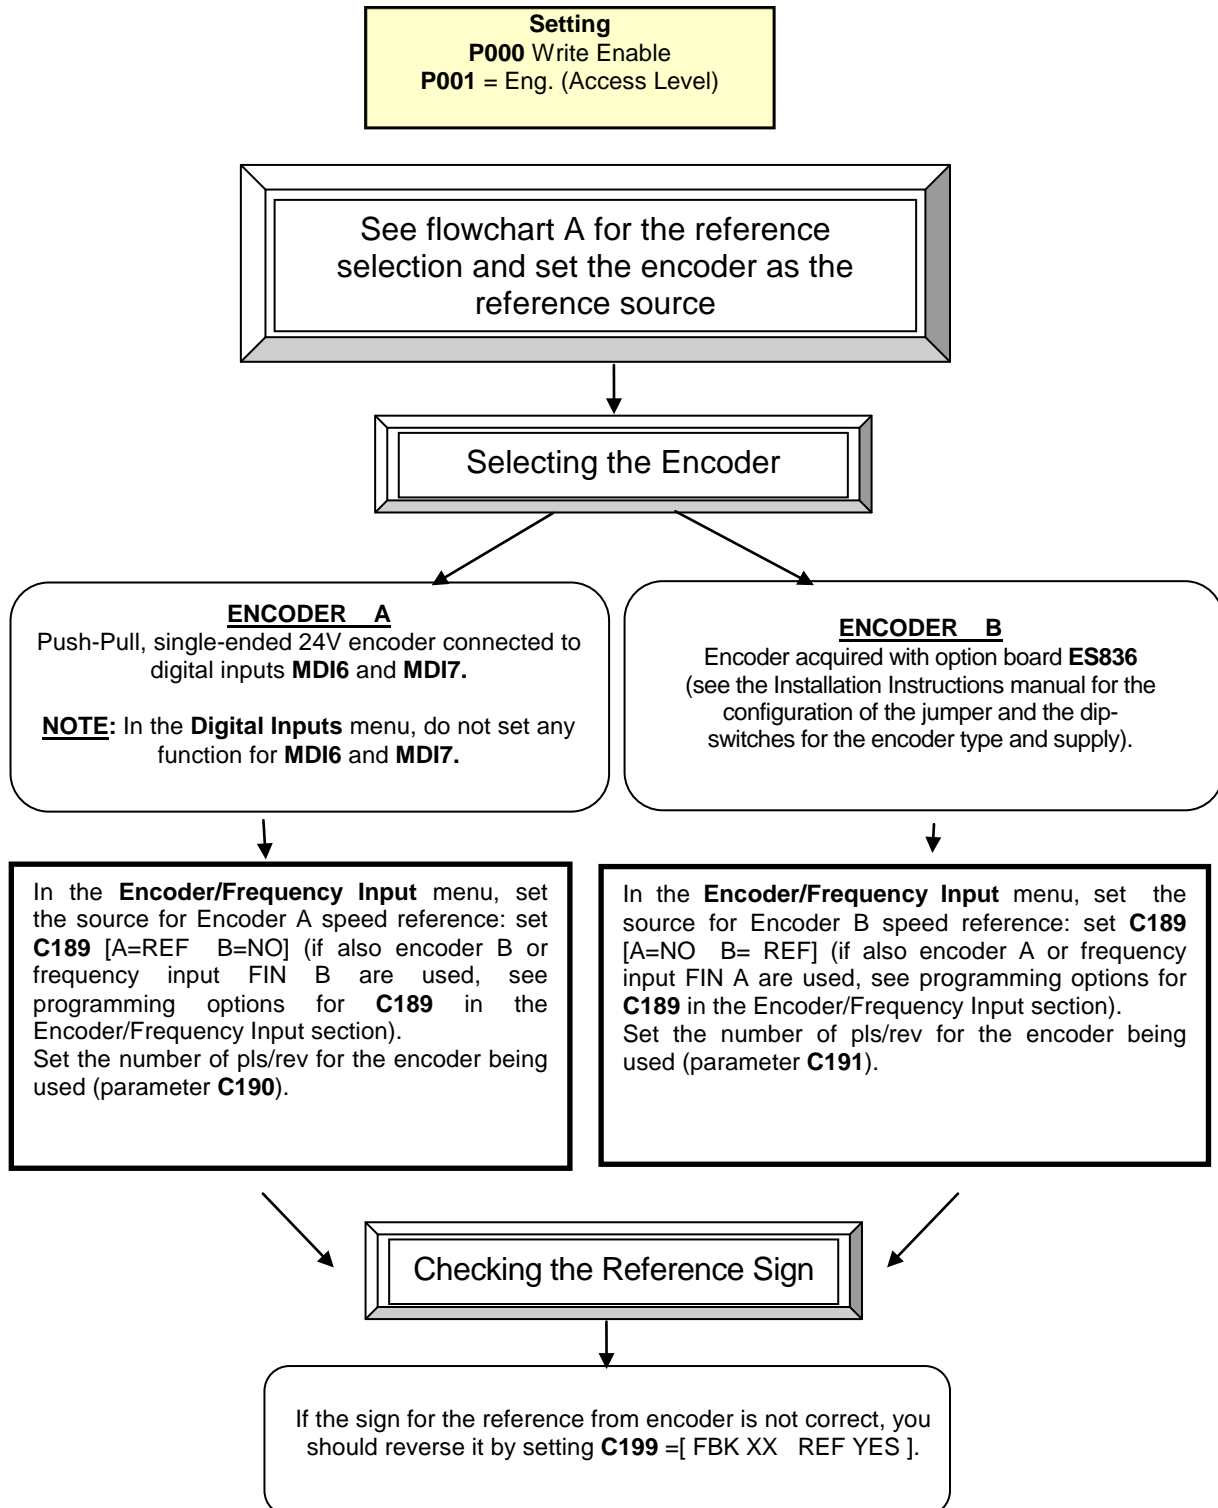 Setting
P000 Write Enable
P001 = Eng. (Access Level)
See flowchart A for the reference
selection and set the encoder as the
reference source
Selecting the Encoder
ENCODER A
Push-Pull, single-ended 24V encoder connected to
digital inputs MDI6 and MDI7.
NOTE: In the Digital Inputs menu, do not set any
function for MDI6 and MDI7.
ENCODER B
Encoder acquired with option board ES836
(see the Installation Instructions manual for the
configuration of the jumper and the dip-
switches for the encoder type and supply).
In the Encoder/Frequency Input menu, set
the source for Encoder A speed reference: set
C189 [A=REF B=NO] (if also encoder B or
frequency input FIN B are used, see
programming options for C189 in the
Encoder/Frequency Input section).
Set the number of pls/rev for the encoder being
used (parameter C190).
In the Encoder/Frequency Input menu, set the
source for Encoder B speed reference: set C189
[A=NO B= REF] (if also encoder A or frequency
input FIN A are used, see programming options for
C189 in the Encoder/Frequency Input section).
Set the number of pls/rev for the encoder being
used (parameter C191).
Checking the Reference Sign
If the sign for the reference from encoder is not correct, you
should reverse it by setting C199 =[ FBK XX REF YES ].